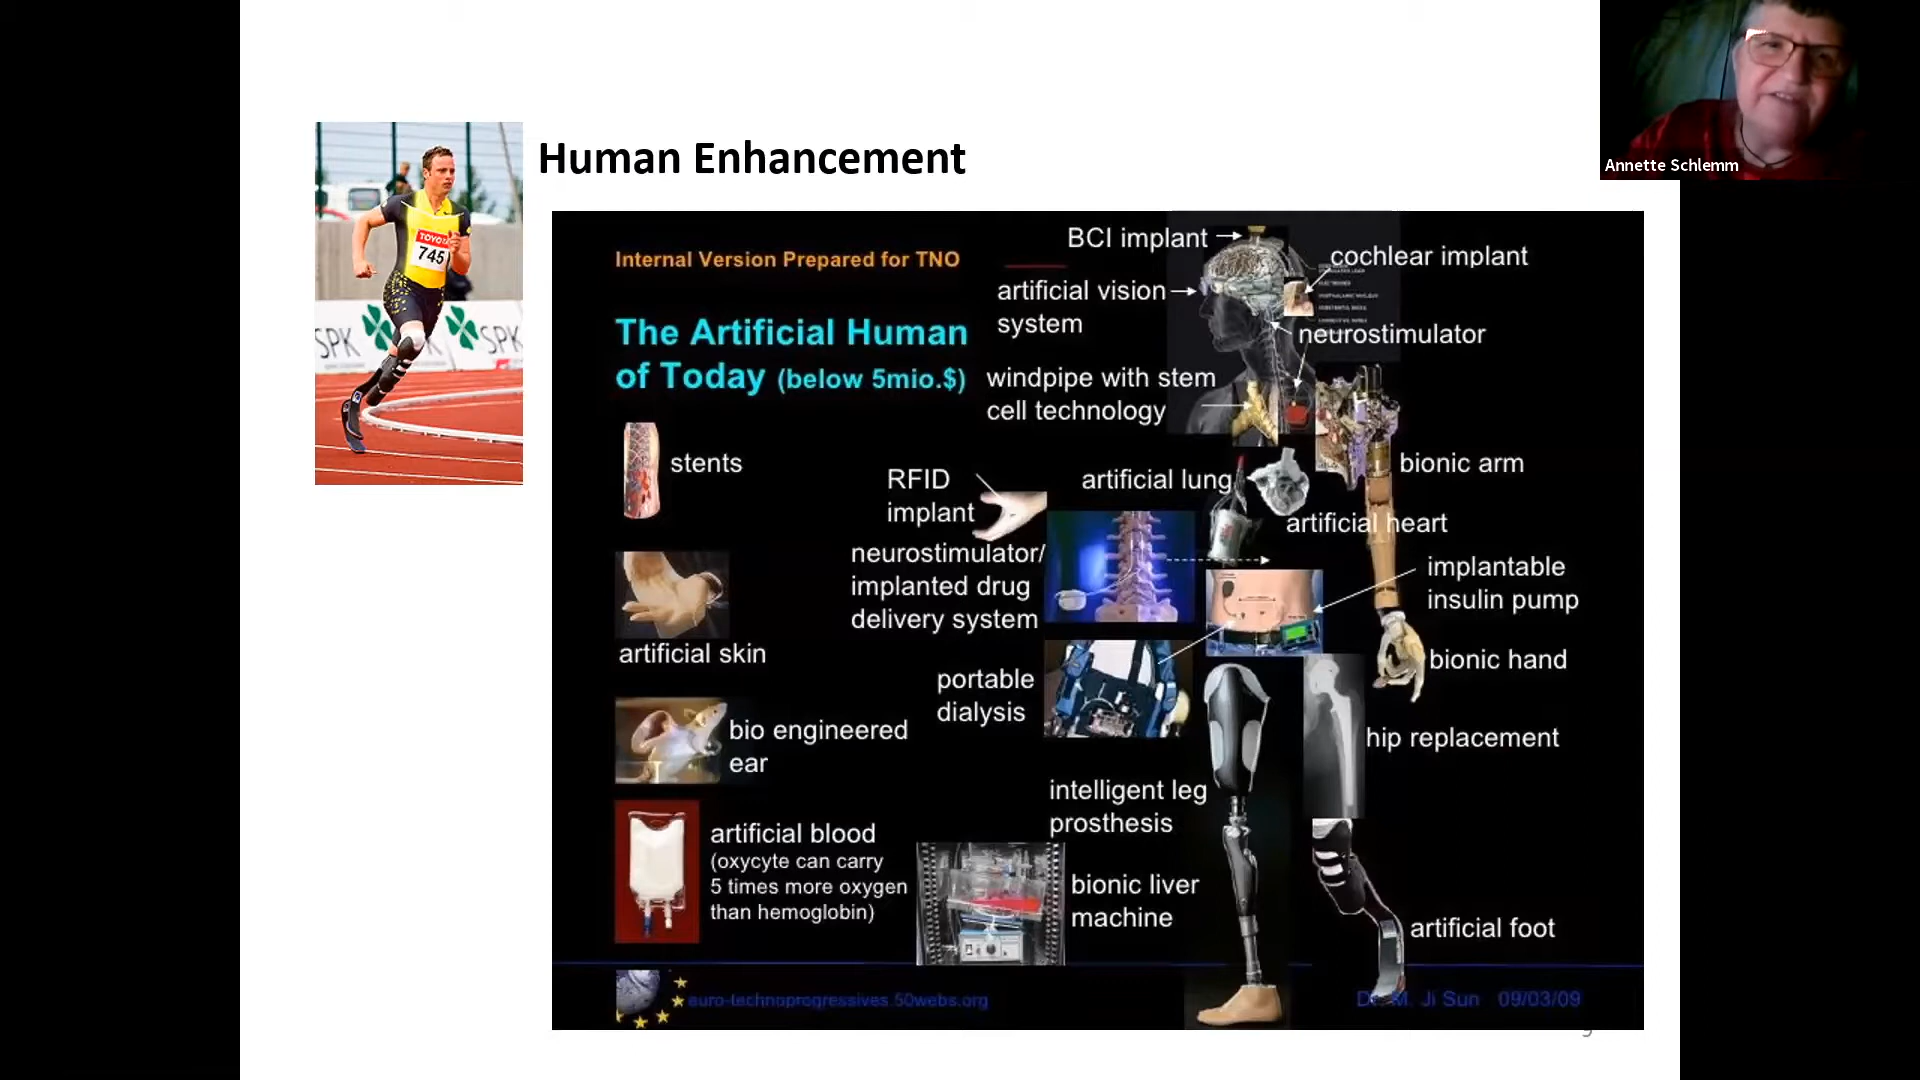 Human Enhancement
Annette Schlemm
TOYOTA
745
SPK
SPK
Internal Version Prepared for TNO
The Artificial Human
of Today (below 5mio.$)
BCI implant
cochlear implant
artificial vision
system
neurostimulator
windpipe with stem
cell technology
stents
RFID
implant
artificial lung
bionic arm
artificial heart
neurostimulator/
implanted drug
delivery system
implantable
insulin pump
artificial skin
portable
dialysis
bionic hand
bio engineered
ear
hip replacement
intelligent leg
prosthesis
artificial blood
(oxycyte can carry
5 times more oxygen
than hemoglobin)
bionic liver
machine
artificial foot
euro-technoprogressives.50webs.org
Dr. M. Ji Sun 09/03/09
9